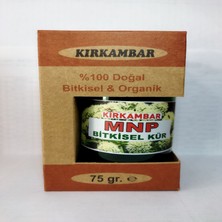 KIRKAMBAR
%100 Doğal
Bitkisel & Organik
KIRKAMBAR
MNP
BİTKİSEL KÜR
75 gr. ℮